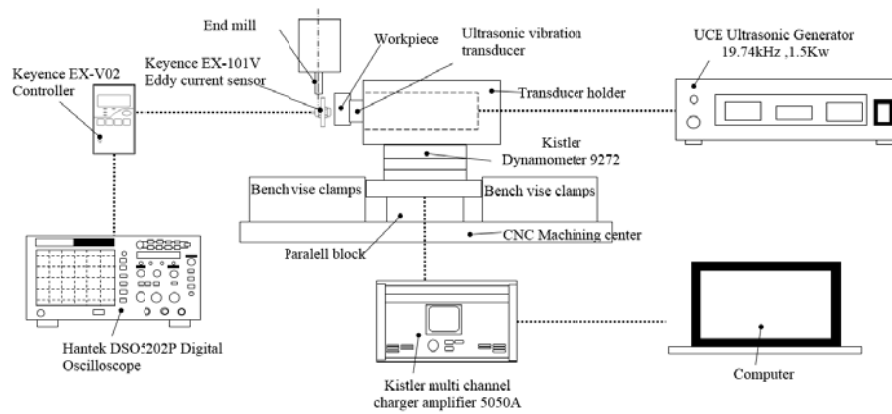 End mill
Workpiece
Ultrasonic vibration
transducer
UCE Ultrasonic Generator
19.74kHz ,1.5Kw
Keyence EX-V02
Controller
Keyence EX-101V
Eddy current sensor
Transducer holder
Kistler
Dynamometer 9272
Bench vise clamps
Bench vise clamps
Paralell block
CNC Machining center
Hantek DSO5202P Digital
Oscilloscope
Kistler multi channel
charger amplifier 5050A
Computer